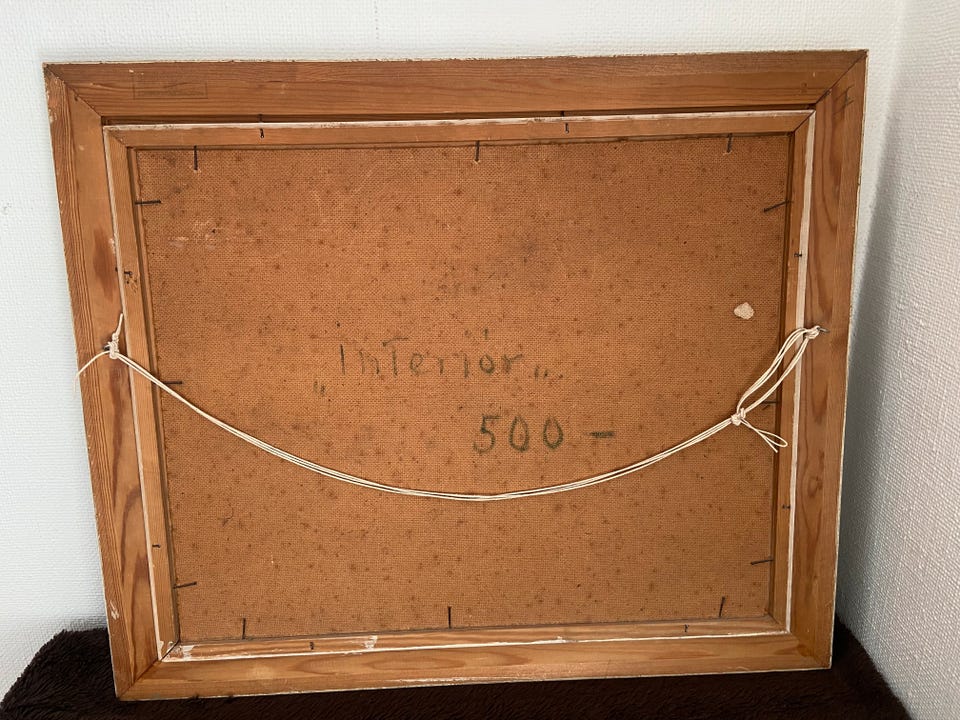 „Interiör„
500 –